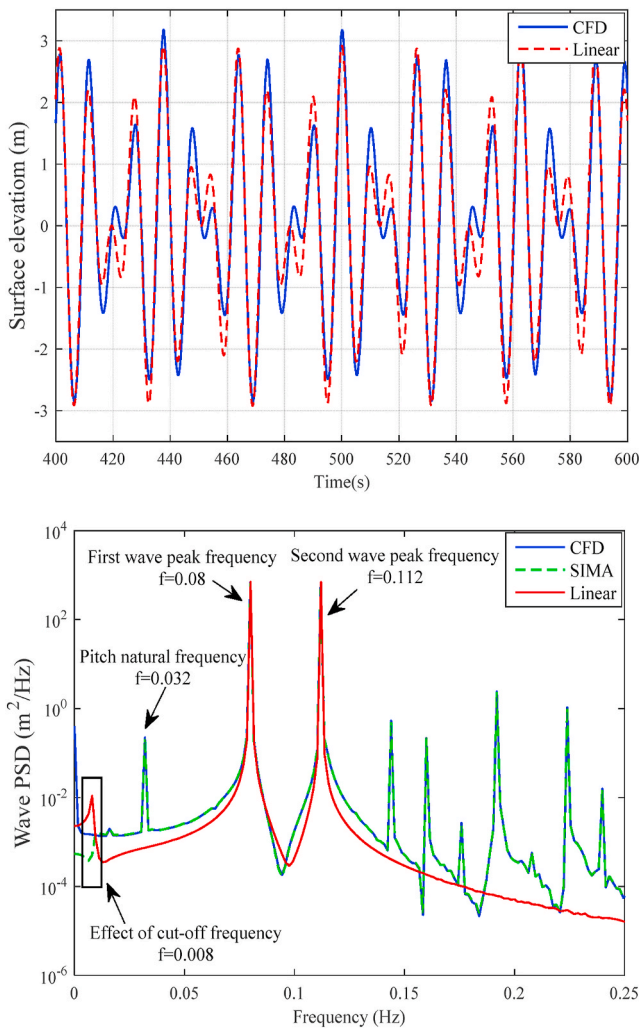 3
2
1
0
-1
-2
-3
Surface elevatiom (m)
CFD
Linear
400 420 440 460 480 500 520 540 560 580 600
Time(s)
10^4
10^2
10^0
10^-2
10^-4
10^-6
Wave PSD (m^2/Hz)
First wave peak frequency
f=0.08
Second wave peak frequency
f=0.112
CFD
SIMA
Linear
Pitch natural frequency
f=0.032
Effect of cut-off frequency
f=0.008
0 0.05 0.1 0.15 0.2 0.25
Frequency (Hz)